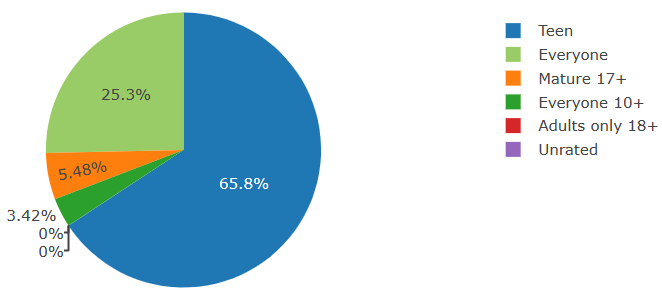 25.3%
5.48%
65.8%
3.42%
0%
0%
Teen
Everyone
Mature 17+
Everyone 10+
Adults only 18+
Unrated